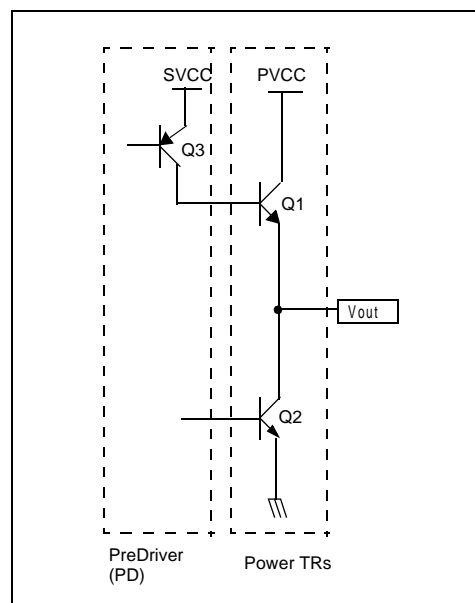 SVCC PVCC
Q3
Q1
Vout
Q2
PreDriver
(PD)
Power TRs